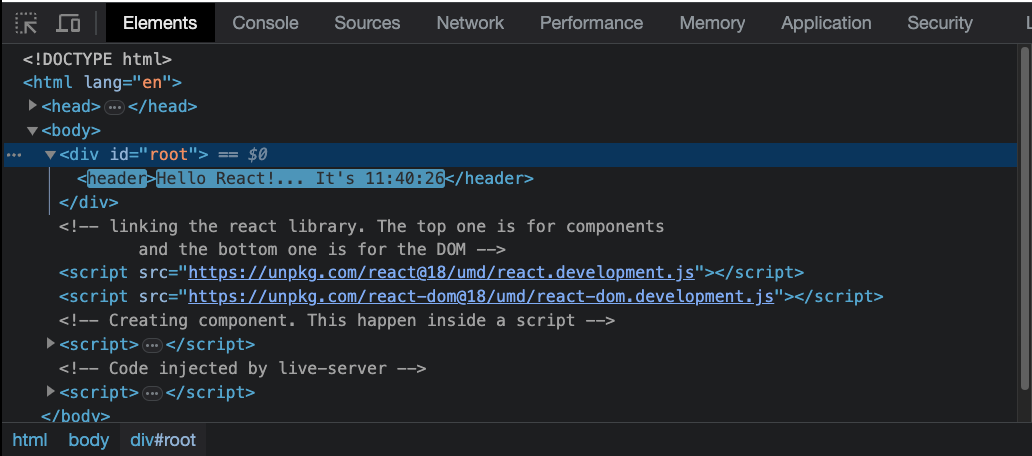 Elements Console Sources Network Performance Memory Application Security
<!DOCTYPE html>
<html lang="en">
<head> ••• </head>
<body>
••• <div id="root"> == $0
<header>Hello React!... It's 11:40:26</header>
</div>
<!-- linking the react library. The top one is for components
and the bottom one is for the DOM -->
<script src="https://unpkg.com/react@18/umd/react.development.js"></script>
<script src="https://unpkg.com/react-dom@18/umd/react-dom.development.js"></script>
<!-- Creating component. This happen inside a script -->
<script> ••• </script>
<!-- Code injected by live-server -->
<script> ••• </script>
</body>
html body div#root